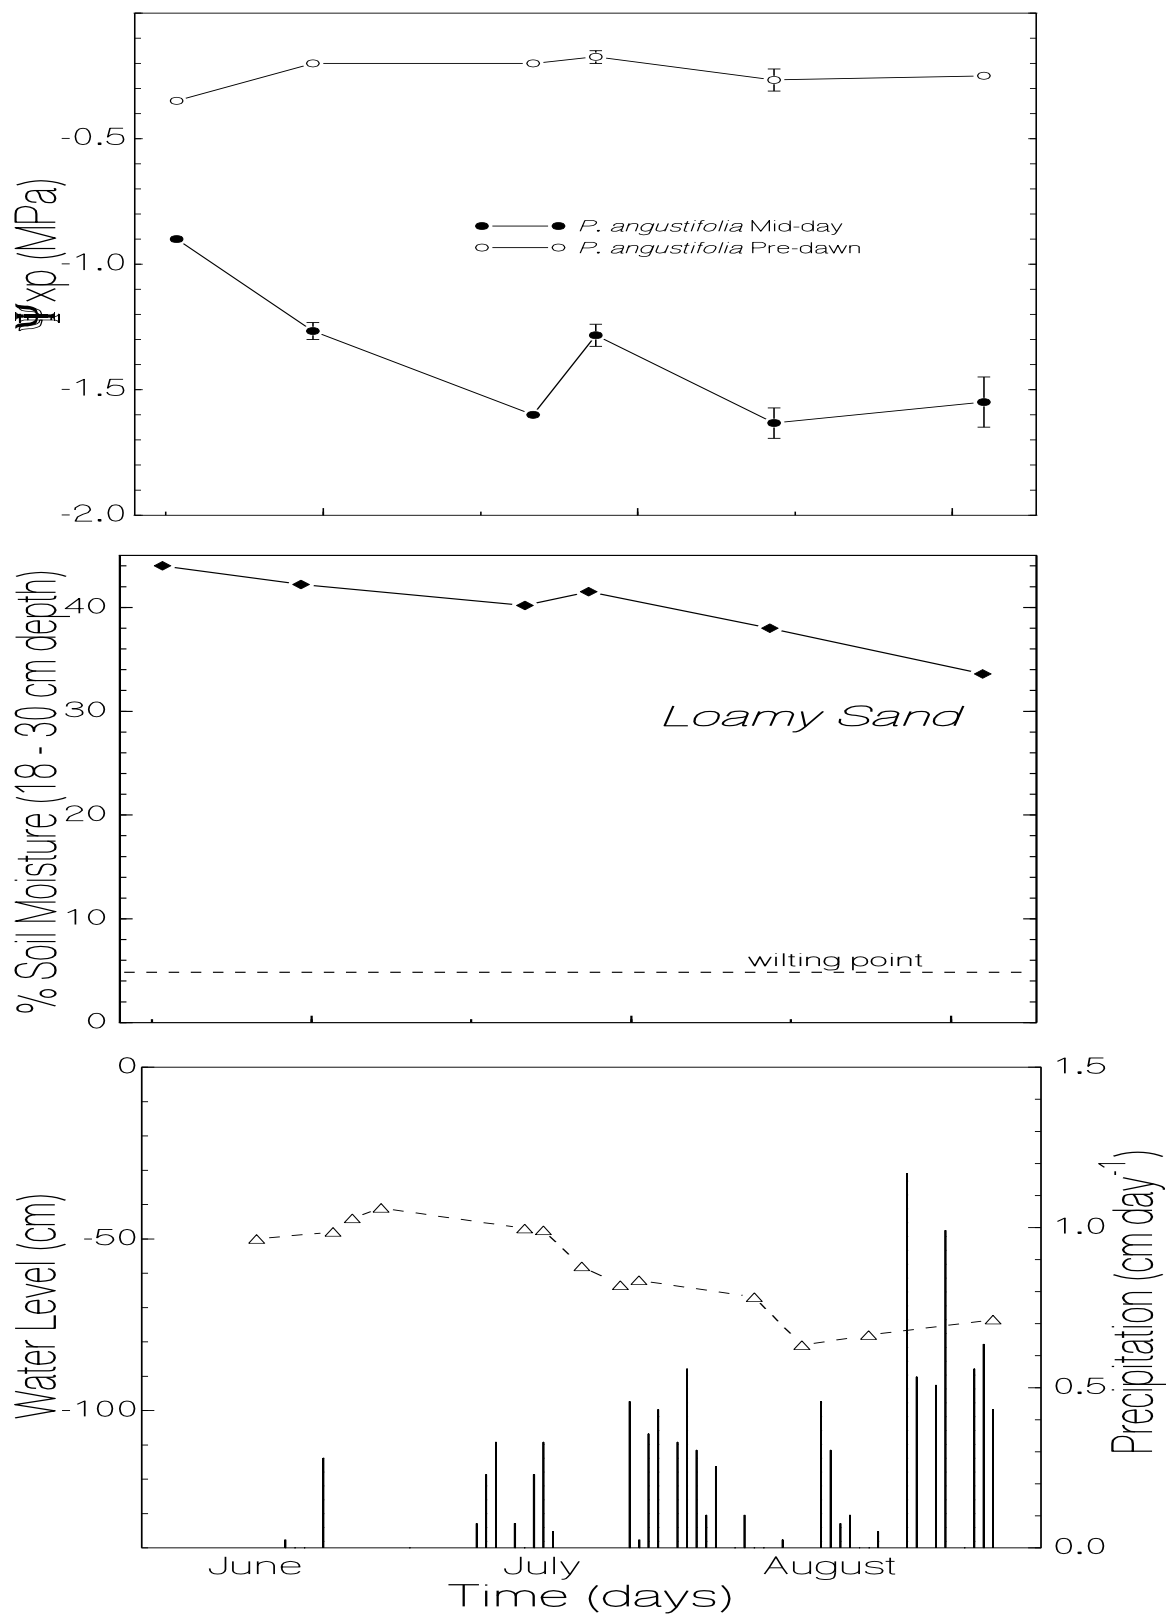 -0.5
-1.0
-1.5
-2.0
Ψxp (MPa)
P. angustifolia Mid-day
P. angustifolia Pre-dawn
40
30
20
10
0
% Soil Moisture (18 - 30 cm depth)
Loamy Sand
wilting point
0
-50
-100
Water Level (cm)
1.5
1.0
0.5
0.0
Precipitation (cm day-1)
June July August
Time (days)